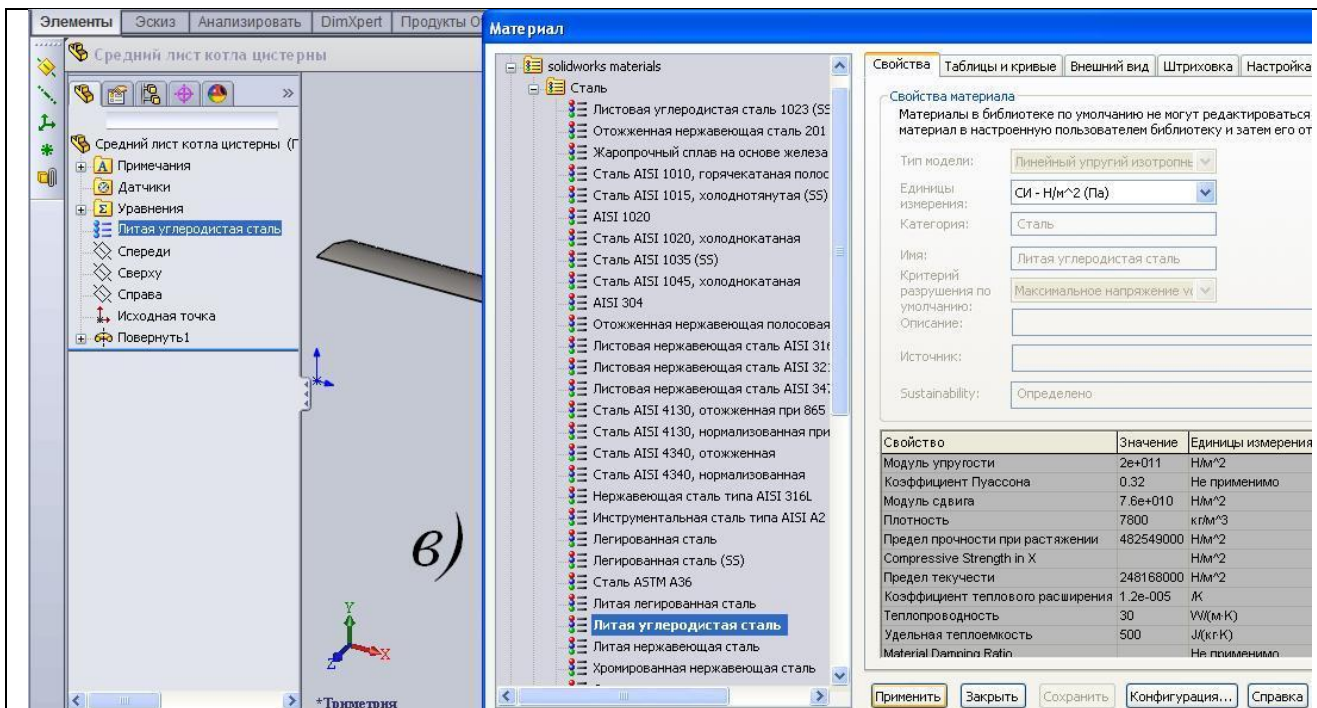 Элементы Эскиз Анализировать DimXpert Продукты О
Средний лист котла цистерны
Средний лист котла цистерны (Г
Примечания
Датчики
Уравнения
Литая углеродистая сталь
Спереди
Сверху
Справа
Исходная точка
Повернуть1
в)
Y
X
Z
*Триметрия
Материал
solidworks materials
Сталь
Листовая углеродистая сталь 1023 (SS
Отожженная нержавеющая сталь 201
Жаропрочный сплав на основе железа
Сталь AISI 1010, горячекатаная полос
Сталь AISI 1015, холоднотянутая (SS)
AISI 1020
Сталь AISI 1020, холоднокатаная
Сталь AISI 1035 (SS)
Сталь AISI 1045, холоднокатаная
AISI 304
Отожженная нержавеющая полосовая
Листовая нержавеющая сталь AISI 316
Листовая нержавеющая сталь AISI 321
Листовая нержавеющая сталь AISI 347
Сталь AISI 4130, отожженная при 865
Сталь AISI 4130, нормализованная при
Сталь AISI 4340, отожженная
Сталь AISI 4340, нормализованная
Нержавеющая сталь типа AISI 316L
Инструментальная сталь типа AISI A2
Легированная сталь
Легированная сталь (SS)
Сталь ASTM A36
Литая легированная сталь
Литая углеродистая сталь
Литая нержавеющая сталь
Хромированная нержавеющая сталь
Свойства Таблицы и кривые Внешний вид Штриховка Настройка
Свойства материала
Материалы в библиотеке по умолчанию не могут редактироваться
материал в настроенную пользователем библиотеку и затем его от
Тип модели: Линейный упругий изотропны
Единицы измерения: СИ - Н/м^2 (Па)
Категория: Сталь
Имя: Литая углеродистая сталь
Критерий разрушения по умолчанию: Максимальное напряжение vo
Описание:
Источник:
Sustainability: Определено
Свойство Значение Единицы измерения
Модуль упругости 2e+011 Н/м^2
Коэффициент Пуассона 0.32 Не применимо
Модуль сдвига 7.6e+010 Н/м^2
Плотность 7800 кг/м^3
Предел прочности при растяжении 482549000 Н/м^2
Compressive Strength in X Н/м^2
Предел текучести 248168000 Н/м^2
Коэффициент теплового расширения 1.2e-005 /K
Теплопроводность 30 W/(м·K)
Удельная теплоемкость 500 J/(кг·K)
Material Damping Ratio Не применимо
Применить Закрыть Сохранить Конфигурация... Справка